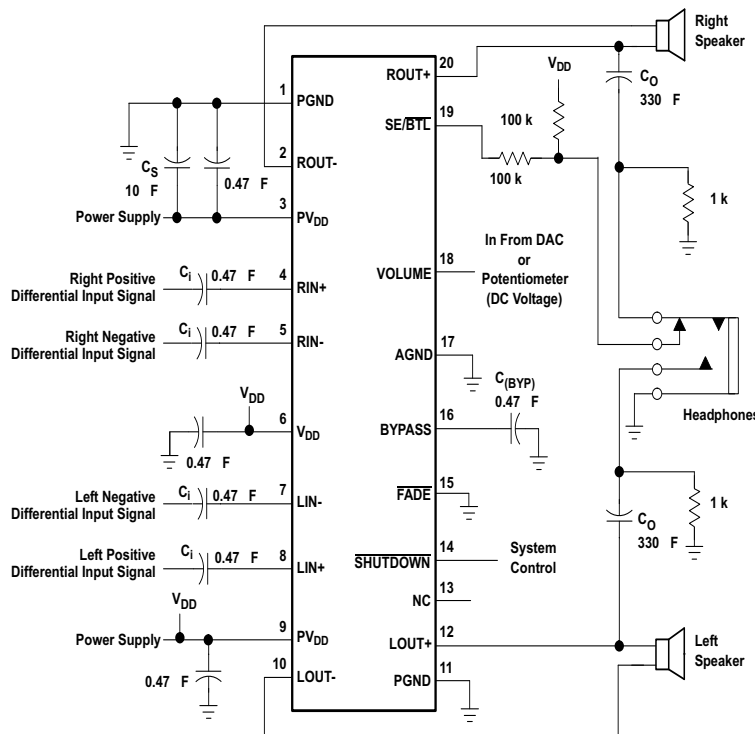 Right
Speaker
20
ROUT+
VDD
CO
330 F
1
PGND
19
SE/BTL
100 k
100 k
CS
10 F
2
ROUT-
0.47 F
1 k
3
Power Supply
PVDD
In From DAC
or
Potentiometer
(DC Voltage)
18
VOLUME
Right Positive
Differential Input Signal
Ci
0.47 F
4
RIN+
Right Negative
Differential Input Signal
Ci
0.47 F
5
RIN-
17
AGND
C(BYP)
0.47 F
Headphones
VDD
6
VDD
16
BYPASS
0.47 F
Left Negative
Differential Input Signal
Ci
0.47 F
7
LIN-
15
FADE
1 k
CO
330 F
Left Positive
Differential Input Signal
Ci
0.47 F
8
LIN+
14
SHUTDOWN
System
Control
13
NC
VDD
Power Supply
9
PVDD
12
LOUT+
Left
Speaker
0.47 F
10
LOUT-
11
PGND